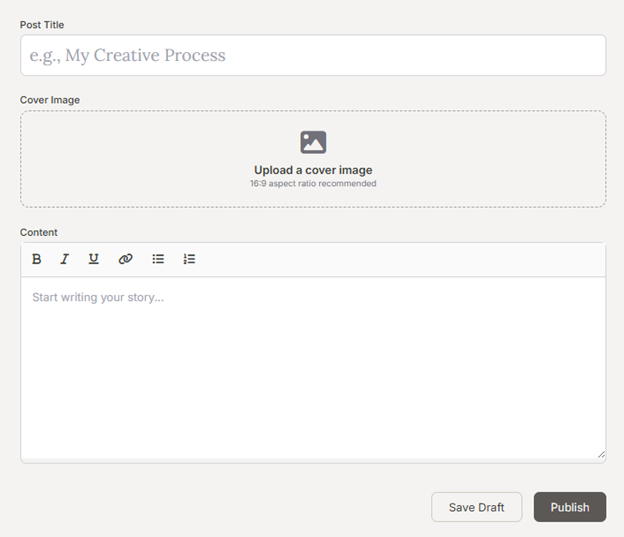 Post Title
e.g., My Creative Process
Cover Image
Upload a cover image
16:9 aspect ratio recommended
Content
B I U
Start writing your story...
Save Draft
Publish